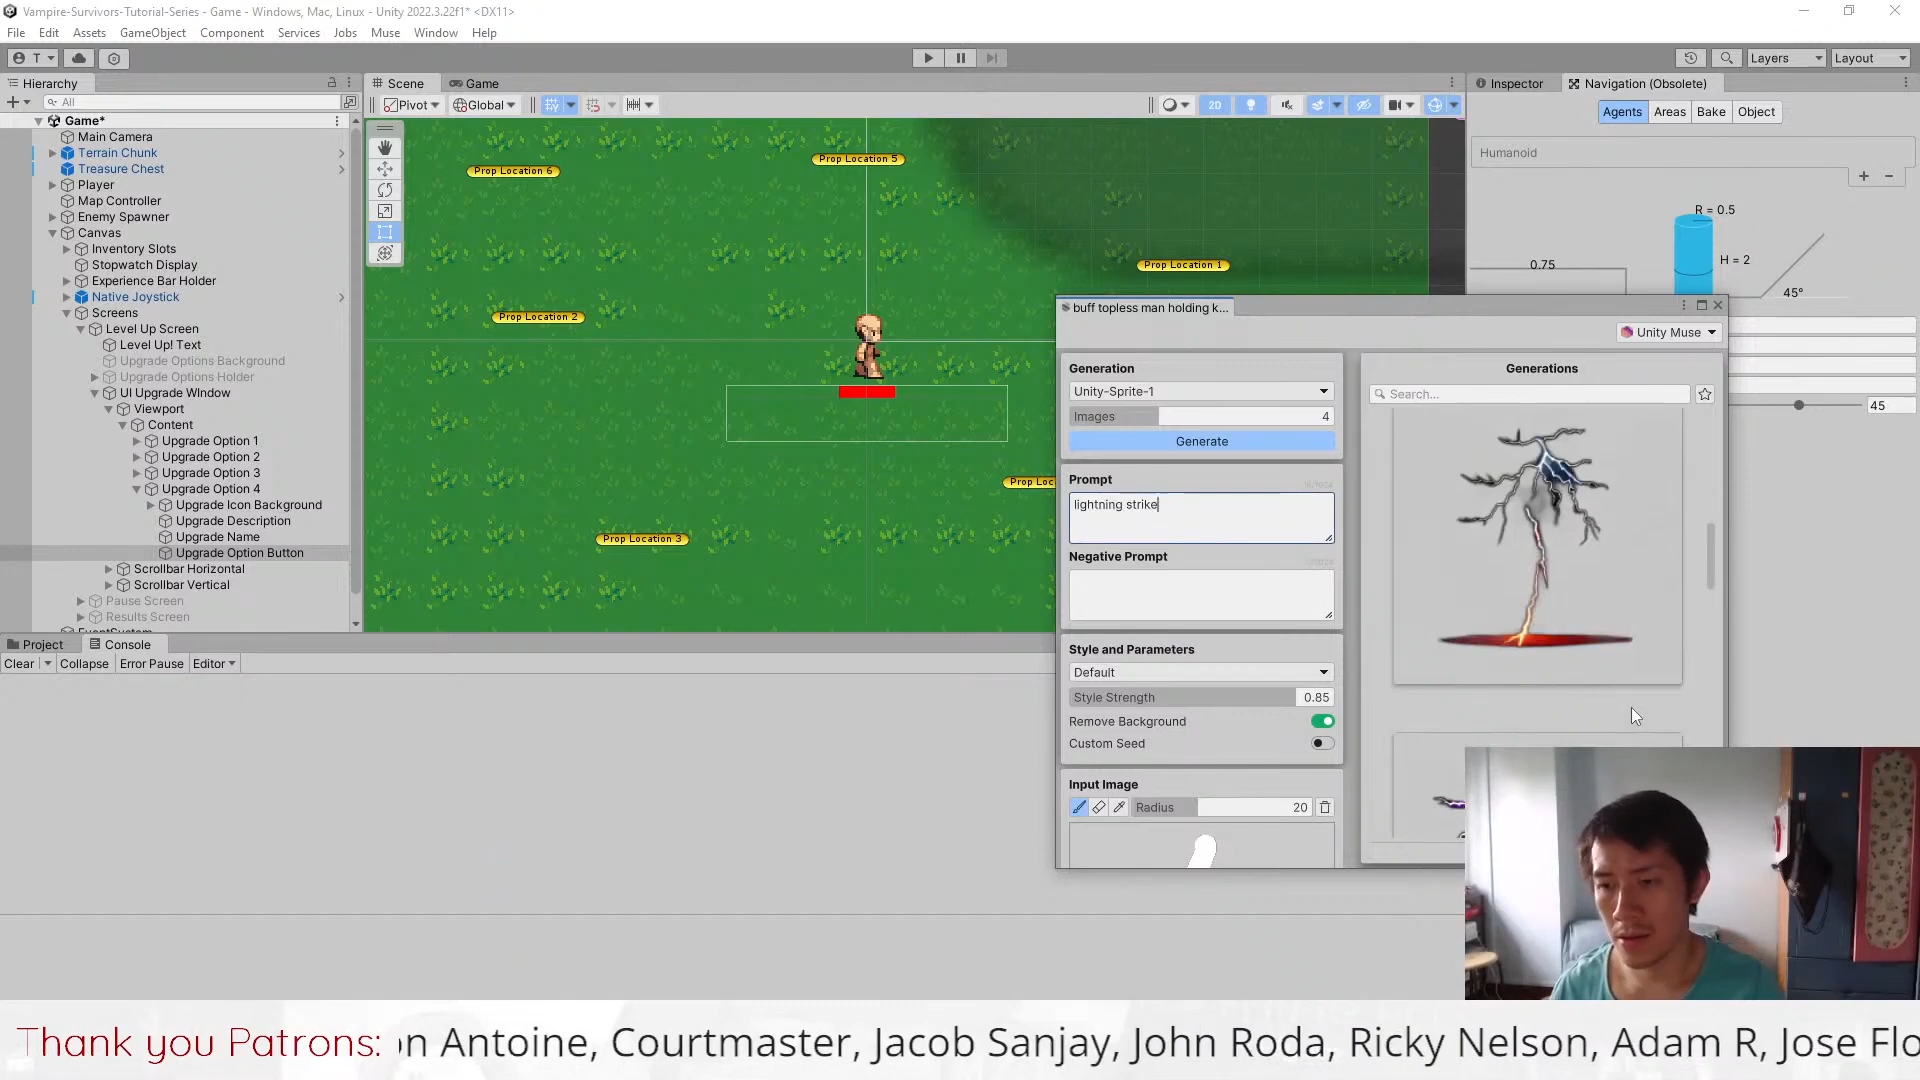 Vampire-Survivors-Tutorial-Series - Game - Windows, Mac, Linux - Unity 2022.3.22f1* <DX11>
File Edit Assets GameObject Component Services Jobs Muse Window Help
T Layers Layout
Hierarchy
All
Game*
Main Camera
Terrain Chunk
Treasure Chest
Player
Map Controller
Enemy Spawner
Canvas
Inventory Slots
Stopwatch Display
Experience Bar Holder
Native Joystick
Screens
Level Up Screen
Level Up! Text
Upgrade Options Background
Upgrade Options Holder
UI Upgrade WIndow
Viewport
Content
Upgrade Option 1
Upgrade Option 2
Upgrade Option 3
Upgrade Option 4
Upgrade Icon Background
Upgrade Description
Upgrade Name
Upgrade Option Button
Scrollbar Horizontal
Scrollbar Vertical
Pause Screen
Results Screen
Scene Game
Pivot Global 2D
Prop Location 6
Prop Location 5
Prop Location 1
Prop Location 2
Prop Loc
Prop Location 3
Inspector Navigation (Obsolete)
Agents Areas Bake Object
Humanoid
R = 0.5
0.75
H = 2
45°
45
buff topless man holding k...
Unity Muse
Generation
Unity-Sprite-1
Images 4
Generate
Prompt
lightning strike
Negative Prompt
Style and Parameters
Default
Style Strength 0.85
Remove Background
Custom Seed
Input Image
Radius 20
Generations
Search...
Project Console
Clear Collapse Error Pause Editor
Thank you Patrons: on Antoine, Courtmaster, Jacob Sanjay, John Roda, Ricky Nelson, Adam R, Jose Flo